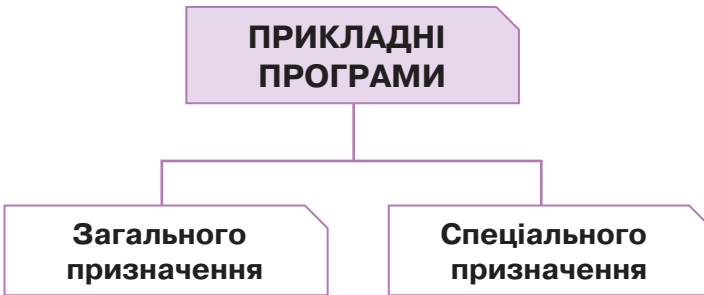 ПРИКЛАДНІ
ПРОГРАМИ
Загального
призначення
Спеціального
призначення